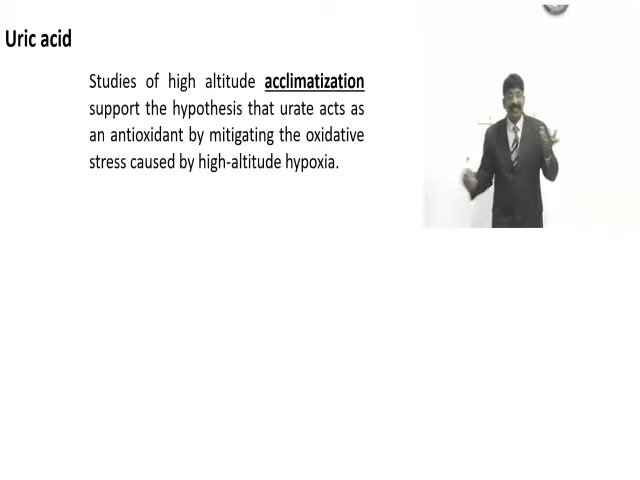 Uric acid
Studies of high altitude acclimatization
support the hypothesis that urate acts as
an antioxidant by mitigating the oxidative
stress caused by high-altitude hypoxia.